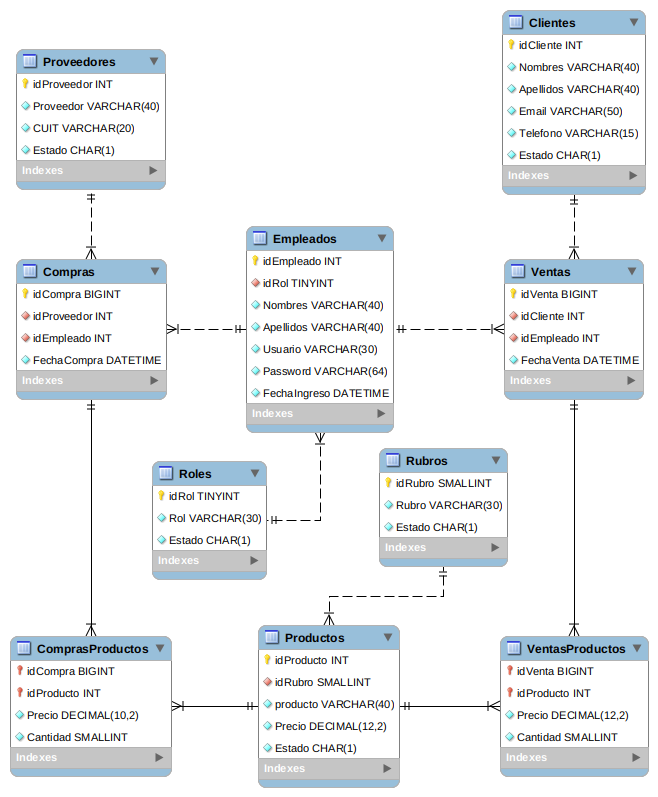 Proveedores
idProveedor INT
Proveedor VARCHAR(40)
CUIT VARCHAR(20)
Estado CHAR(1)
Indexes
Clientes
idCliente INT
Nombres VARCHAR(40)
Apellidos VARCHAR(40)
Email VARCHAR(50)
Telefono VARCHAR(15)
Estado CHAR(1)
Indexes
Compras
idCompra BIGINT
idProveedor INT
idEmpleado INT
FechaCompra DATETIME
Indexes
Empleados
idEmpleado INT
idRol TINYINT
Nombres VARCHAR(40)
Apellidos VARCHAR(40)
Usuario VARCHAR(30)
Password VARCHAR(64)
FechaIngreso DATETIME
Indexes
Ventas
idVenta BIGINT
idCliente INT
idEmpleado INT
FechaVenta DATETIME
Indexes
Roles
idRol TINYINT
Rol VARCHAR(30)
Estado CHAR(1)
Indexes
Rubros
idRubro SMALLINT
Rubro VARCHAR(30)
Estado CHAR(1)
Indexes
ComprasProductos
idCompra BIGINT
idProducto INT
Precio DECIMAL(10,2)
Cantidad SMALLINT
Indexes
Productos
idProducto INT
idRubro SMALLINT
producto VARCHAR(40)
Precio DECIMAL(12,2)
Estado CHAR(1)
Indexes
VentasProductos
idVenta BIGINT
idProducto INT
Precio DECIMAL(12,2)
Cantidad SMALLINT
Indexes